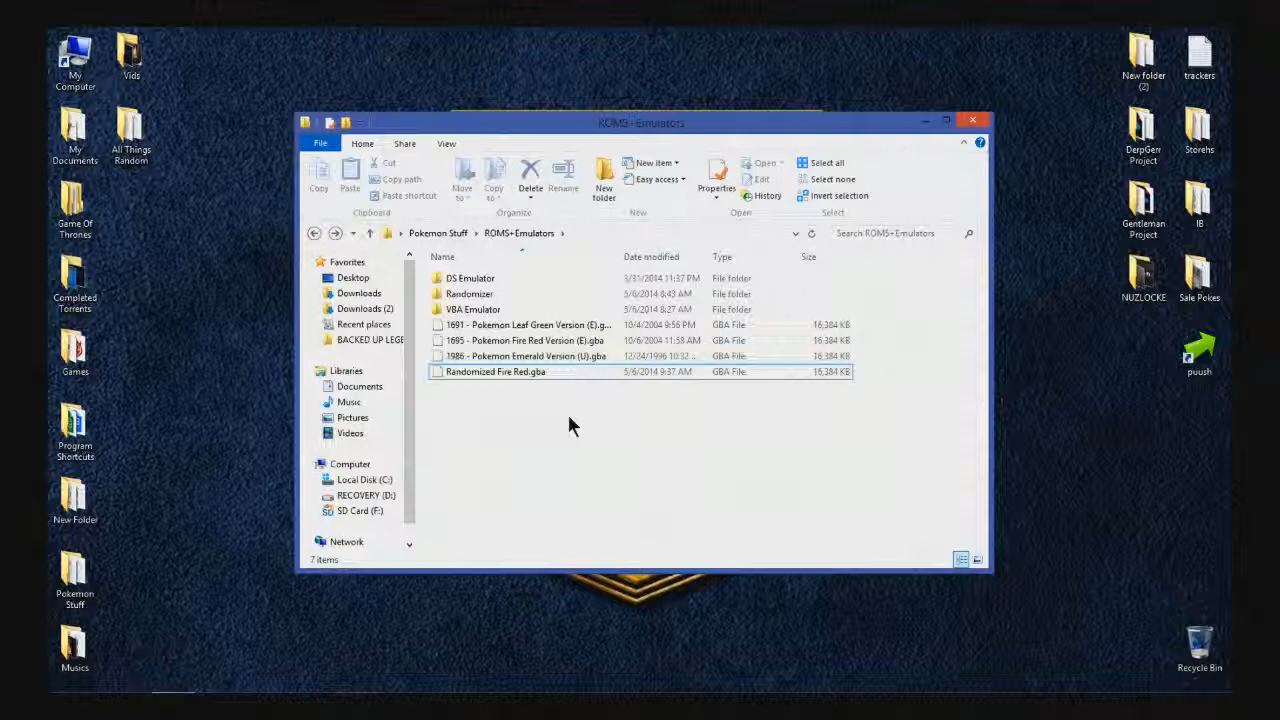 My Computer
Vids
My Documents
All Things Random
Game Of Thrones
Completed Torrents
Games
Program Shortcuts
New Folder
Pokemon Stuff
Musics
ROMS+Emulators
File
Home
Share
View
Copy
Paste
Cut
Copy path
Paste shortcut
Clipboard
Move to
Copy to
Delete
Rename
Organize
New folder
New item
Easy access
New
Properties
Open
Edit
History
Open
Select all
Select none
Invert selection
Select
Pokemon Stuff
ROMS+Emulators
Search ROMS+Emulators
Favorites
Desktop
Downloads
Downloads (2)
Recent places
BACKED UP LEGE
Libraries
Documents
Music
Pictures
Videos
Computer
Local Disk (C:)
RECOVERY (D:)
SD Card (F:)
Network
Name Date modified Type Size
DS Emulator 3/31/2014 11:37 PM File folder
Randomizer 5/6/2014 8:43 AM File folder
VBA Emulator 5/6/2014 8:27 AM File folder
1691 - Pokemon Leaf Green Version (E).g... 10/4/2004 9:56 PM GBA File 16,384 KB
1695 - Pokemon Fire Red Version (E).gba 10/6/2004 11:58 AM GBA File 16,384 KB
1986 - Pokemon Emerald Version (U).gba 12/24/1996 10:32 ... GBA File 16,384 KB
Randomized Fire Red.gba 5/6/2014 9:37 AM GBA File 16,384 KB
7 items
New folder (2)
trackers
DerpGerr Project
Storehs
Gentleman Project
IB
NUZLOCKE
Sale Pokes
puush
Recycle Bin